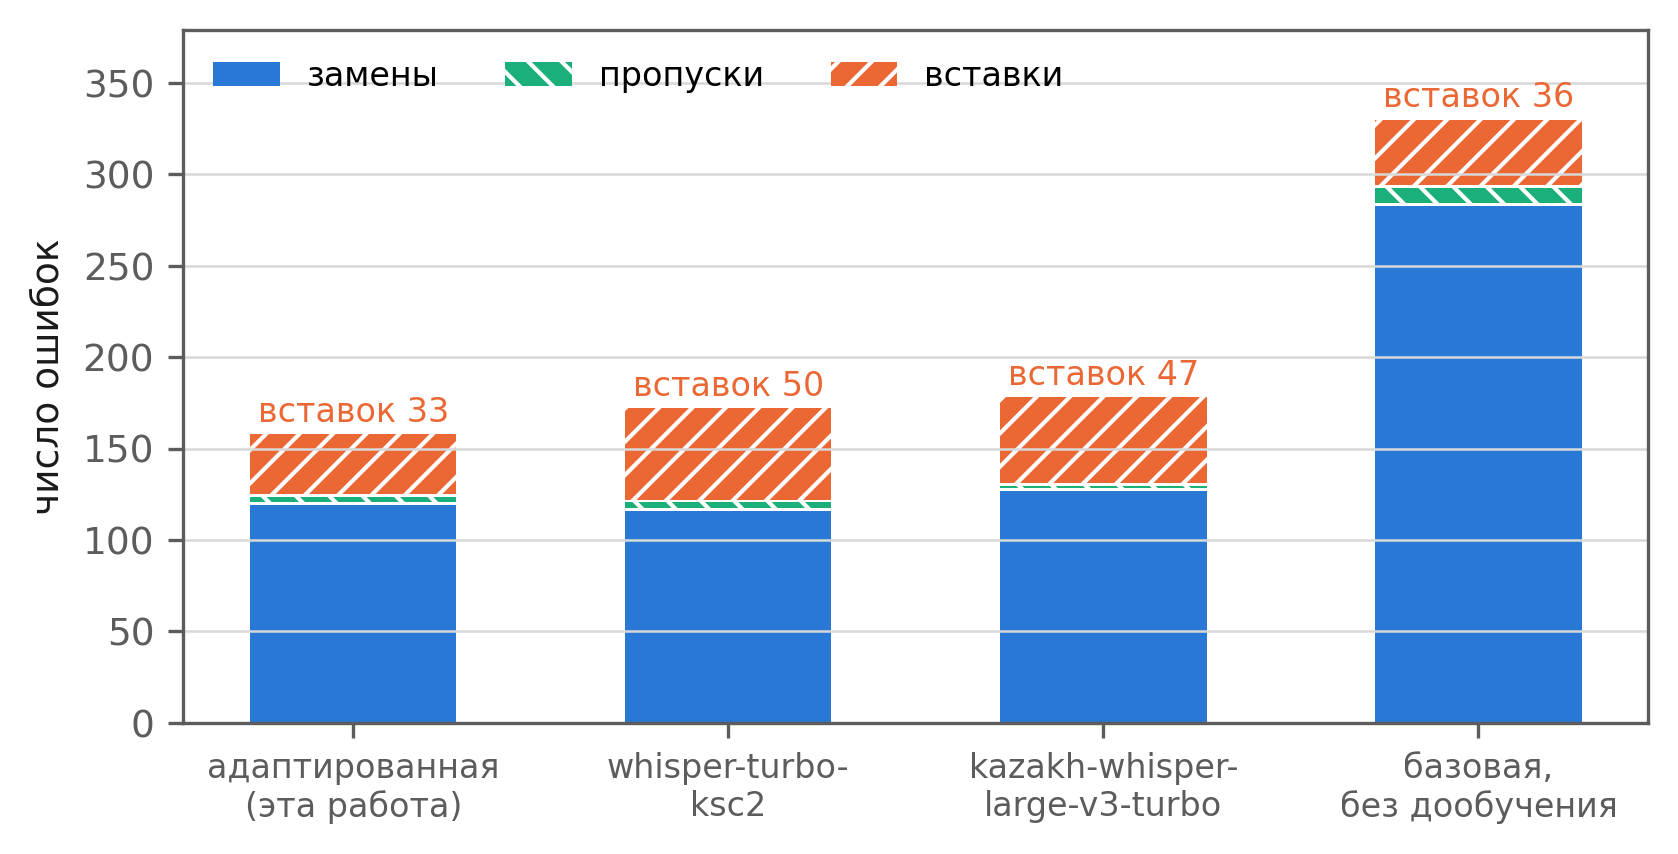 замены пропуски вставки
число ошибок
350
300
250
200
150
100
50
0
вставок 33
вставок 50
вставок 47
вставок 36
адаптированная
(эта работа)
whisper-turbo-
ksc2
kazakh-whisper-
large-v3-turbo
базовая,
без дообучения